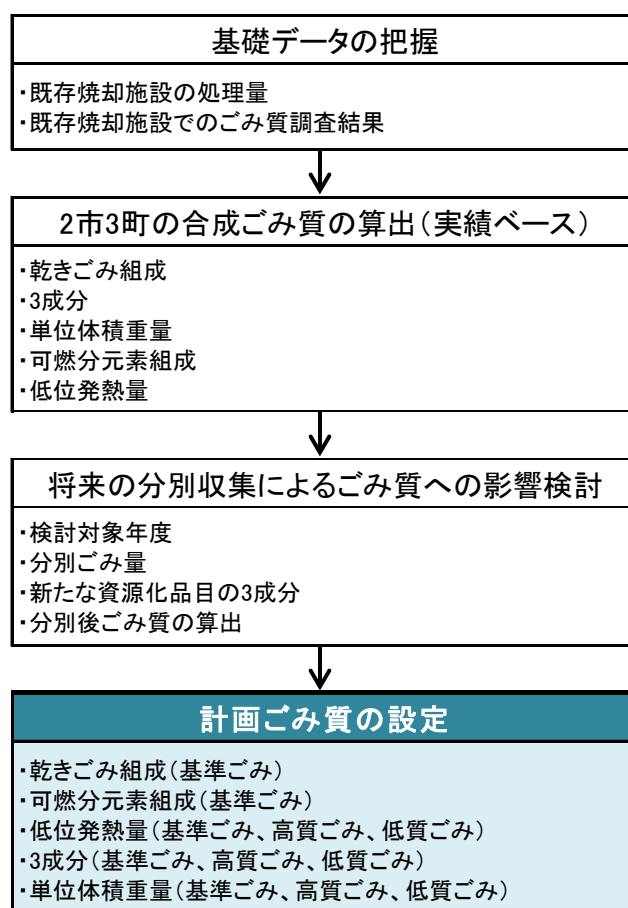 基礎データの把握
・既存焼却施設の処理量
・既存焼却施設でのごみ質調査結果
2市3町の合成ごみ質の算出（実績ベース）
・乾きごみ組成
・3成分
・単位体積重量
・可燃分元素組成
・低位発熱量
将来の分別収集によるごみ質への影響検討
・検討対象年度
・分別ごみ量
・新たな資源化品目の3成分
・分別後ごみ質の算出
計画ごみ質の設定
・乾きごみ組成（基準ごみ）
・可燃分元素組成（基準ごみ）
・低位発熱量（基準ごみ、高質ごみ、低質ごみ）
・3成分（基準ごみ、高質ごみ、低質ごみ）
・単位体積重量（基準ごみ、高質ごみ、低質ごみ）